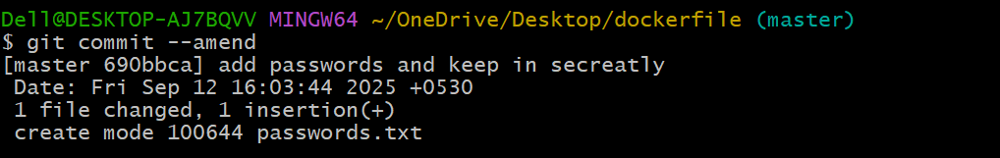 Dell@DESKTOP-AJ7BQVV MINGW64 ~/OneDrive/Desktop/dockerfile (master)
$ git commit --amend
[master 690bbca] add passwords and keep in secreatly
 Date: Fri Sep 12 16:03:44 2025 +0530
 1 file changed, 1 insertion(+)
 create mode 100644 passwords.txt